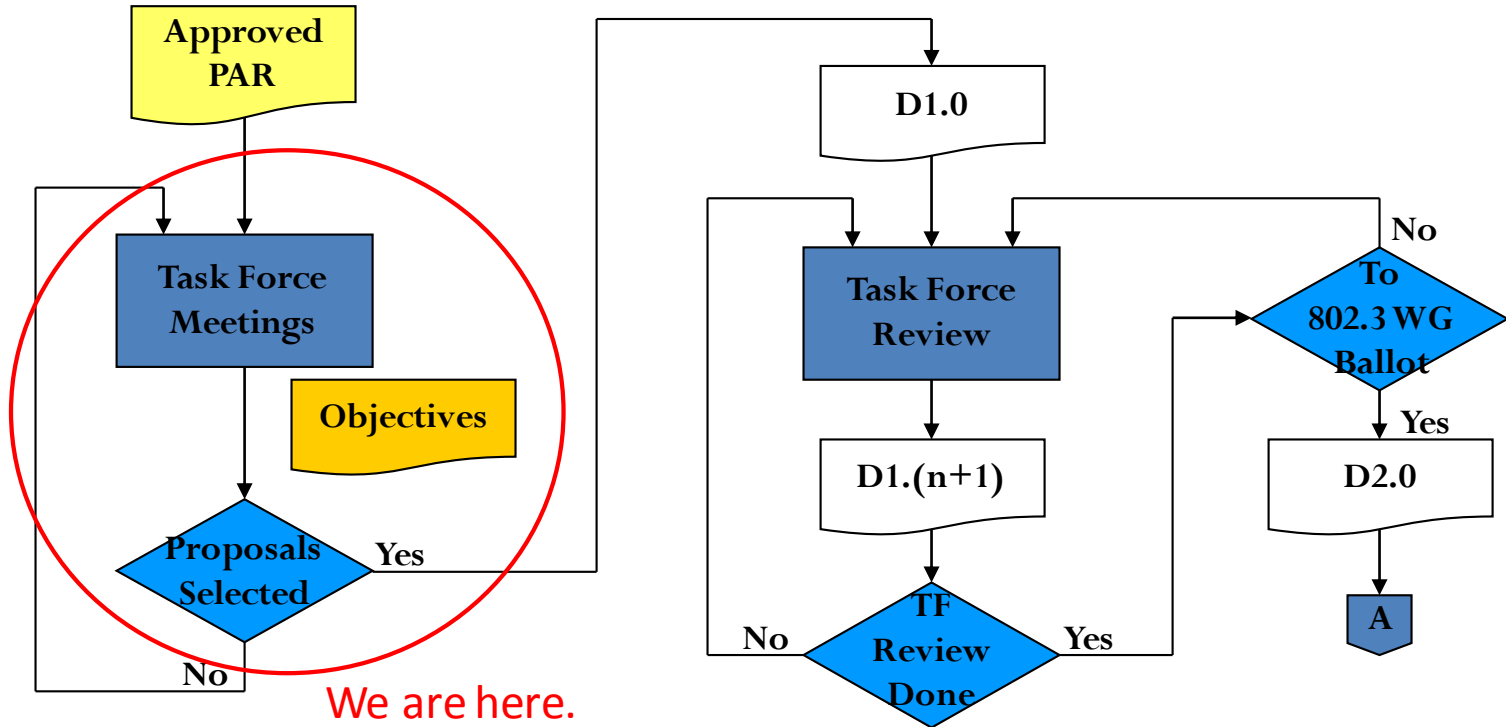 Approved
PAR
Task Force
Meetings
Objectives
Proposals
Selected
Yes
No
We are here.
D1.0
Task Force
Review
D1.(n+1)
TF
Review
Done
No
Yes
To
802.3 WG
Ballot
No
Yes
D2.0
A